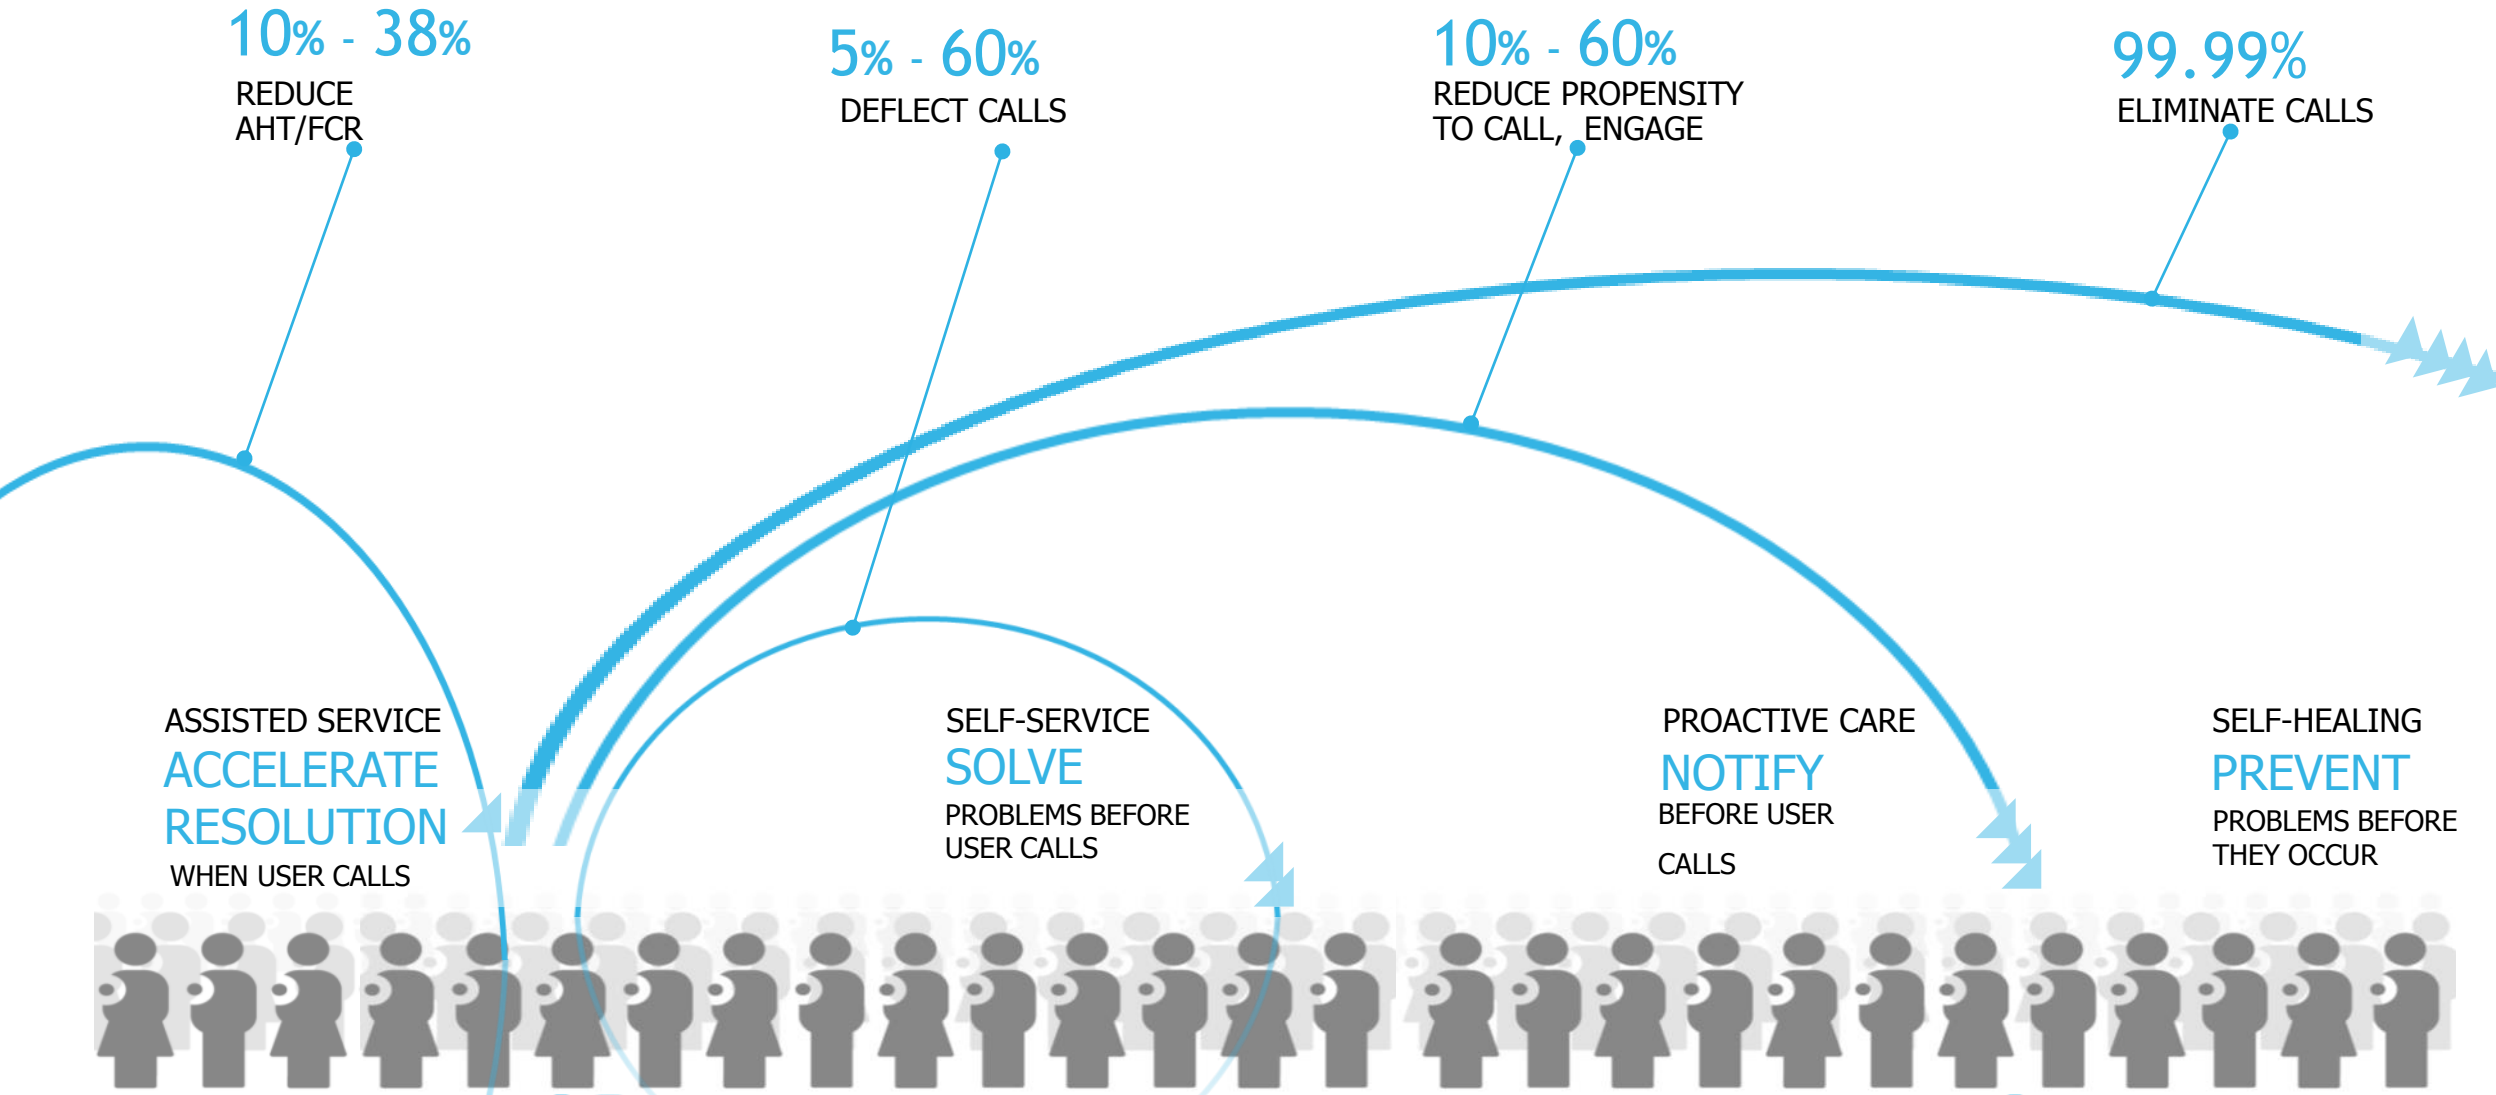 10% - 38%
REDUCE
AHT/FCR
5% - 60%
DEFLECT CALLS
10% - 60%
REDUCE PROPENSITY
TO CALL, ENGAGE
99.99%
ELIMINATE CALLS
ASSISTED SERVICE
ACCELERATE
RESOLUTION
WHEN USER CALLS
SELF-SERVICE
SOLVE
PROBLEMS BEFORE
USER CALLS
PROACTIVE CARE
NOTIFY
BEFORE USER
CALLS
SELF-HEALING
PREVENT
PROBLEMS BEFORE
THEY OCCUR